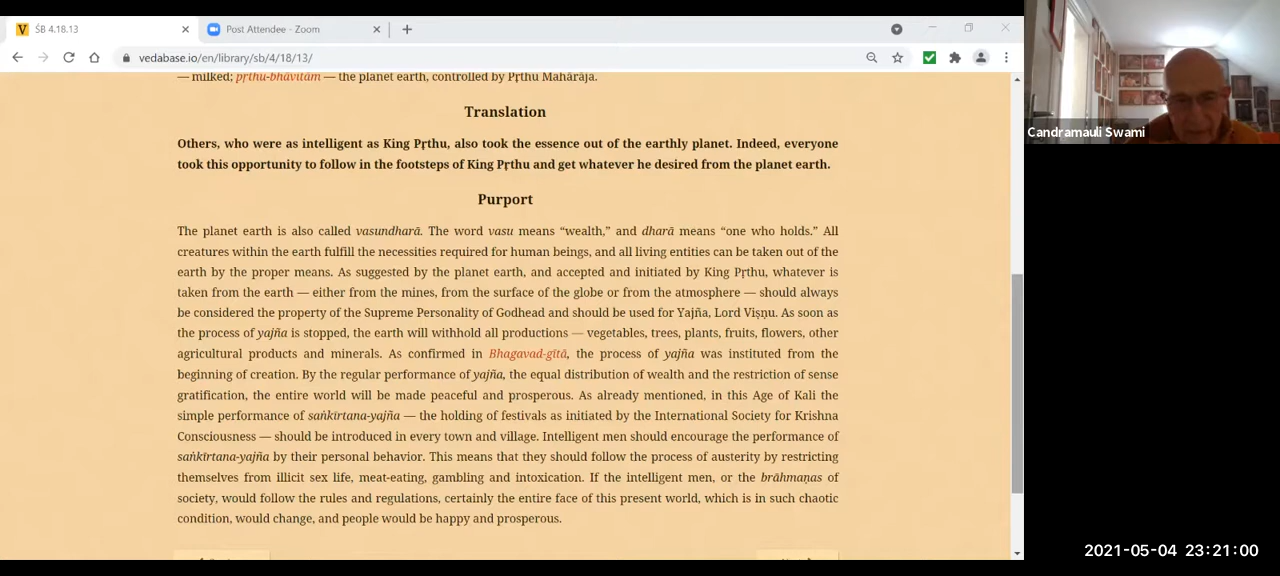 ŚB 4.18.13
Post Attendee - Zoom
vedabase.io/en/library/sb/4/18/13/
— milked; pṛthu-bhāvitām — the planet earth, controlled by Pṛthu Mahārāja.
Translation
Others, who were as intelligent as King Pṛthu, also took the essence out of the earthly planet. Indeed, everyone
took this opportunity to follow in the footsteps of King Pṛthu and get whatever he desired from the planet earth.
Purport
The planet earth is also called vasundharā. The word vasu means “wealth,” and dharā means “one who holds.” All
creatures within the earth fulfill the necessities required for human beings, and all living entities can be taken out of the
earth by the proper means. As suggested by the planet earth, and accepted and initiated by King Pṛthu, whatever is
taken from the earth — either from the mines, from the surface of the globe or from the atmosphere — should always
be considered the property of the Supreme Personality of Godhead and should be used for Yajña, Lord Viṣṇu. As soon as
the process of yajña is stopped, the earth will withhold all productions — vegetables, trees, plants, fruits, flowers, other
agricultural products and minerals. As confirmed in Bhagavad-gītā, the process of yajña was instituted from the
beginning of creation. By the regular performance of yajña, the equal distribution of wealth and the restriction of sense
gratification, the entire world will be made peaceful and prosperous. As already mentioned, in this Age of Kali the
simple performance of saṅkīrtana-yajña — the holding of festivals as initiated by the International Society for Krishna
Consciousness — should be introduced in every town and village. Intelligent men should encourage the performance of
saṅkīrtana-yajña by their personal behavior. This means that they should follow the process of austerity by restricting
themselves from illicit sex life, meat-eating, gambling and intoxication. If the intelligent men, or the brāhmaṇas of
society, would follow the rules and regulations, certainly the entire face of this present world, which is in such chaotic
condition, would change, and people would be happy and prosperous.
Candramauli Swami
2021-05-04 23:21:00